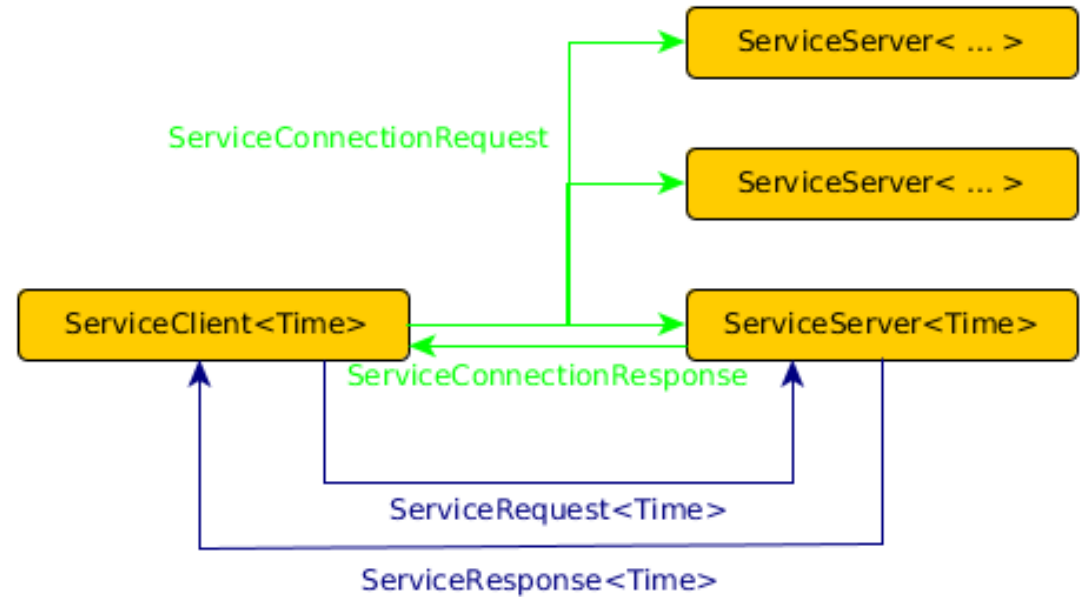 ServiceServer< ... >
ServiceConnectionRequest
ServiceServer< ... >
ServiceClient<Time>
ServiceServer<Time>
ServiceConnectionResponse
ServiceRequest<Time>
ServiceResponse<Time>